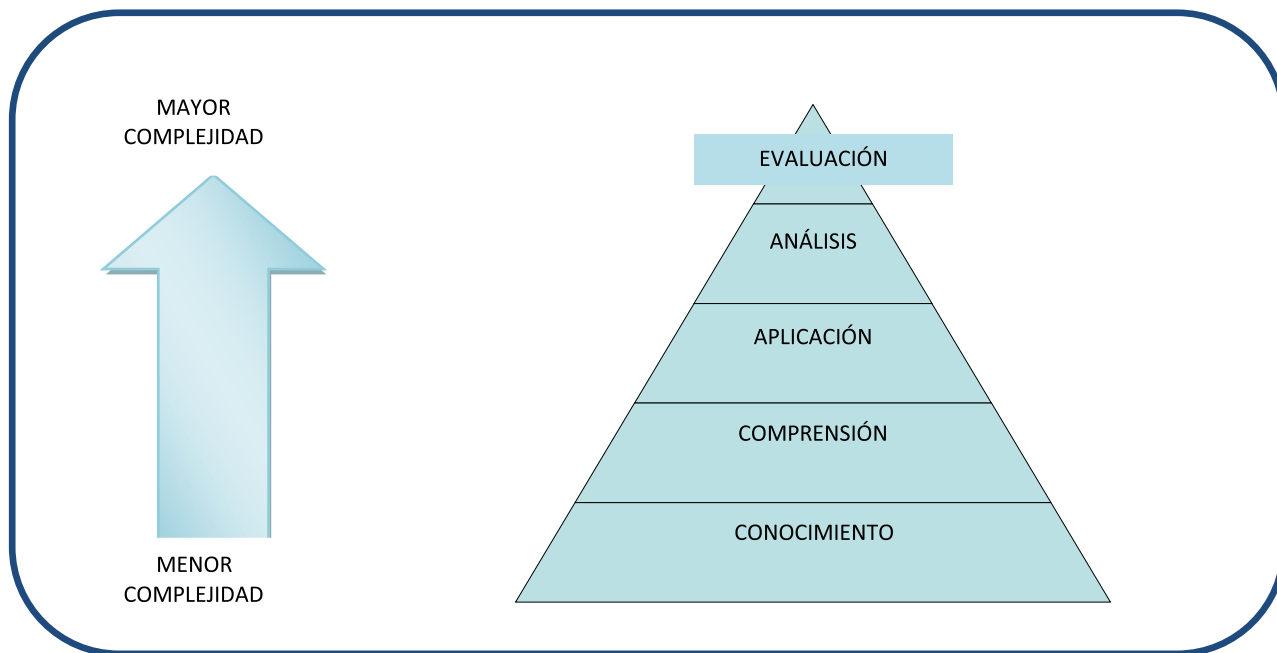 MAYOR
COMPLEJIDAD
EVALUACIÓN
ANÁLISIS
APLICACIÓN
COMPRENSIÓN
CONOCIMIENTO
MENOR
COMPLEJIDAD